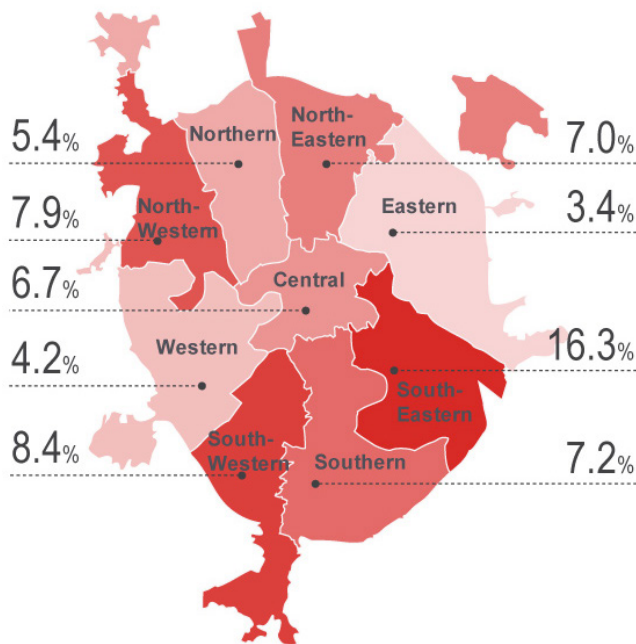 5.4%
Northern
North-
Eastern
7.0%
7.9%
North-
Western
Eastern
3.4%
6.7%
Central
4.2%
Western
16.3%
South-
Eastern
8.4%
South-
Western
Southern
7.2%